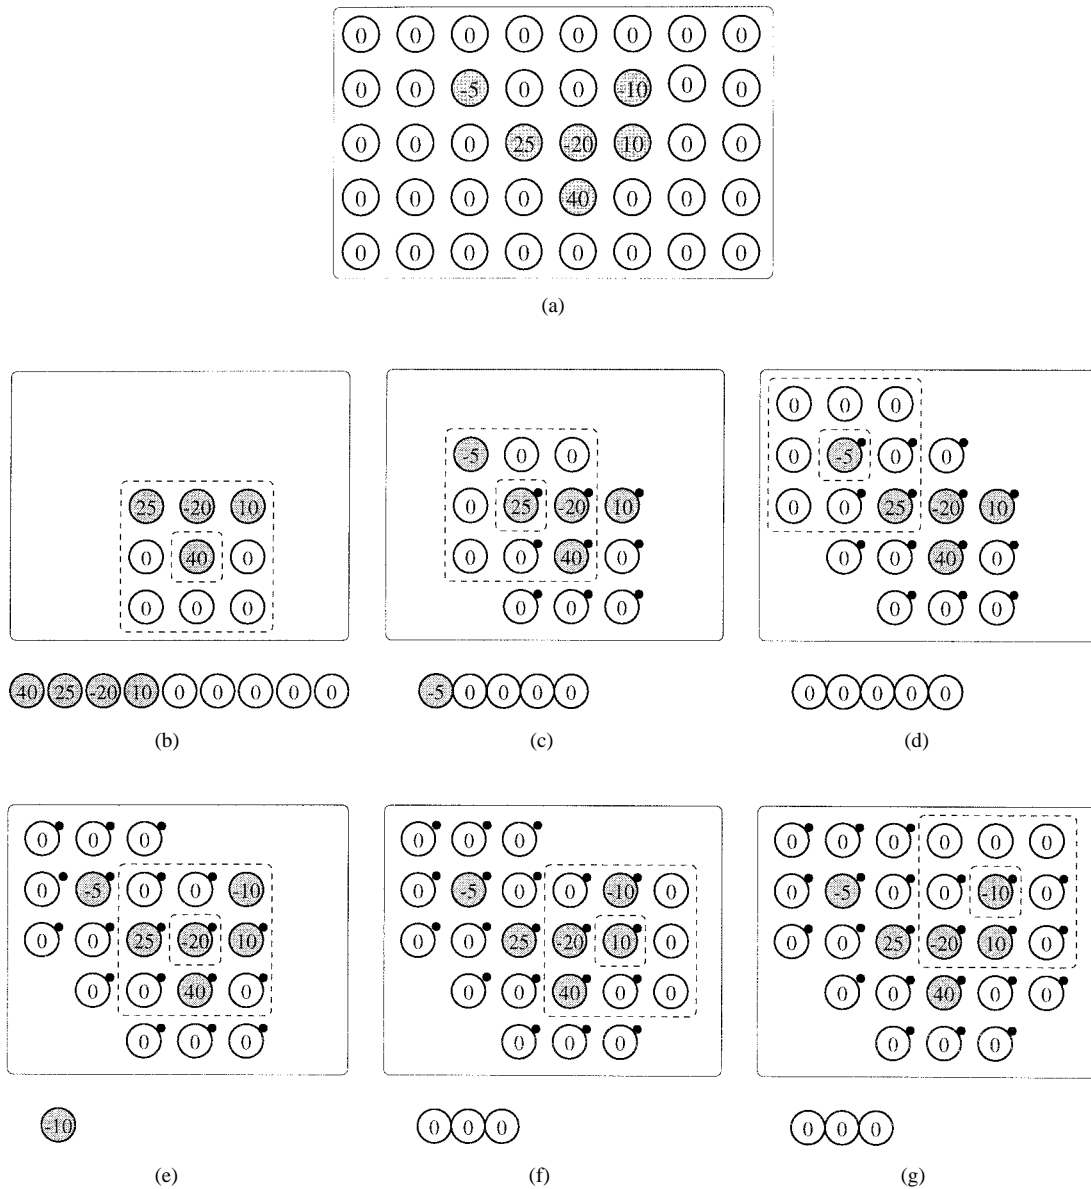 0 0 0 0 0 0 0 0
0 0 -5 0 0 -10 0 0
0 0 0 25 -20 10 0 0
0 0 0 0 40 0 0 0
0 0 0 0 0 0 0 0
(a)
25 -20 10
0 40 0
0 0 0
40 25 -20 10 0 0 0 0 0
(b)
-5 0 0
0 25 -20 10
0 0 40 0
0 0 0
-5 0 0 0 0
(c)
0 0 0
0 -5 0 0
0 0 25 -20 10
0 0 40 0
0 0 0
0 0 0 0 0
(d)
0 0 0
0 -5 0 0 -10
0 0 25 -20 10
0 0 40 0
0 0 0
-10
(e)
0 0 0
0 -5 0 0 -10 0
0 0 25 -20 10 0
0 0 40 0 0
0 0 0
0 0 0
(f)
0 0 0 0 0 0
0 -5 0 0 -10 0
0 0 25 -20 10 0
0 0 40 0 0
0 0 0
0 0 0
(g)